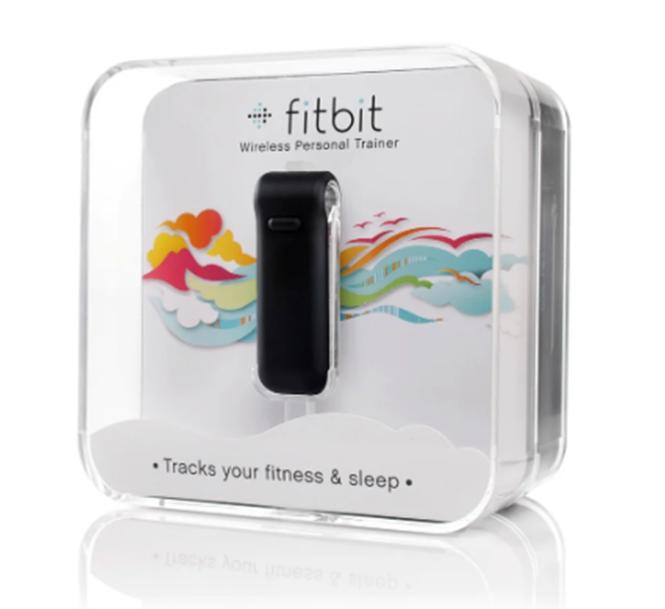 fitbit
Wireless Personal Trainer
• Tracks your fitness & sleep •